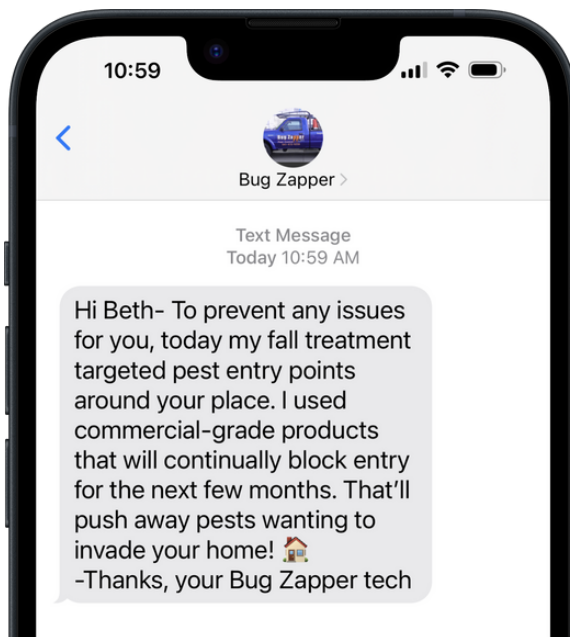 10:59
Bug Zapper
Bug Zapper >
Text Message
Today 10:59 AM
Hi Beth- To prevent any issues
for you, today my fall treatment
targeted pest entry points
around your place. I used
commercial-grade products
that will continually block entry
for the next few months. That’ll
push away pests wanting to
invade your home! 🏠
-Thanks, your Bug Zapper tech